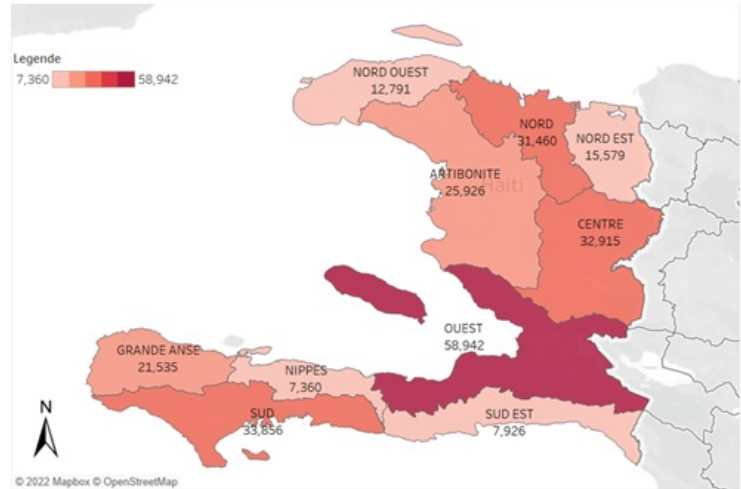 Legende
7,360 58,942
NORD OUEST
12,791
NORD
31,460
NORD EST
15,579
ARTIBONITE
25,926
Haiti
CENTRE
32,915
OUEST
58,942
GRANDE ANSE
21,535
NIPPES
7,360
SUD
33,856
SUD EST
7,926
N
© 2022 Mapbox © OpenStreetMap